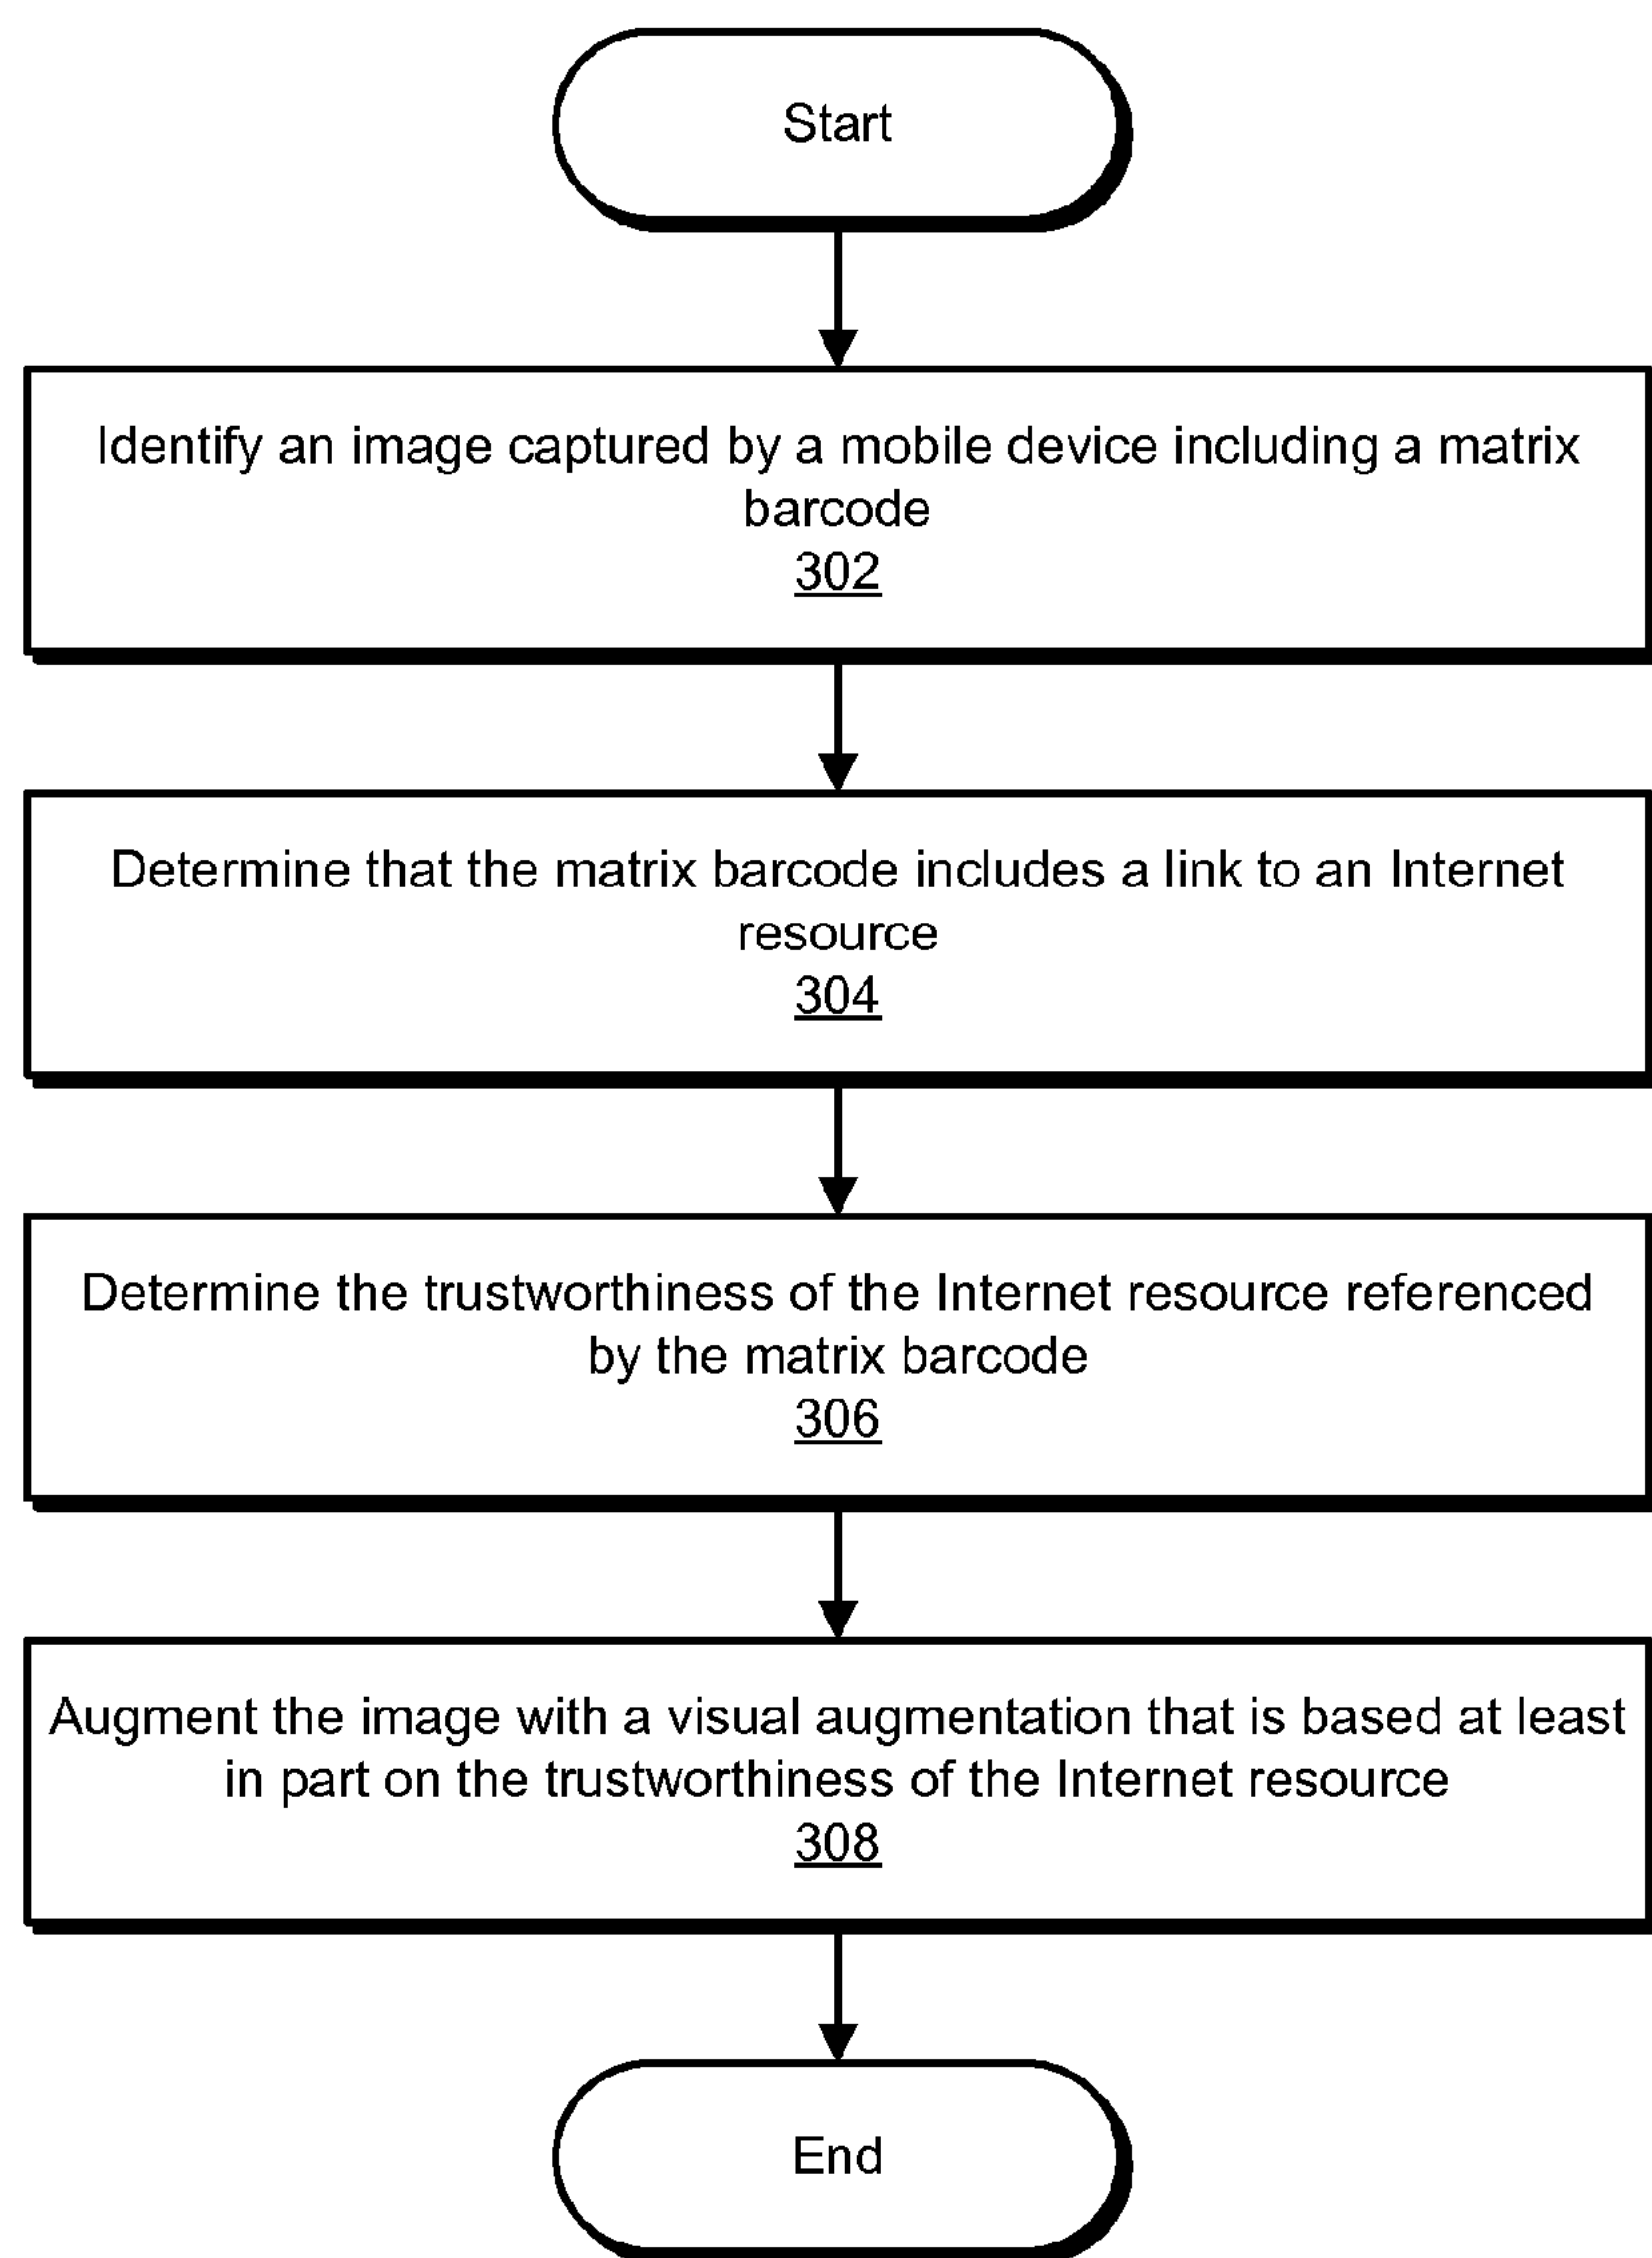 Start
Identify an image captured by a mobile device including a matrix
barcode
302
Determine that the matrix barcode includes a link to an Internet
resource
304
Determine the trustworthiness of the Internet resource referenced
by the matrix barcode
306
Augment the image with a visual augmentation that is based at least
in part on the trustworthiness of the Internet resource
308
End